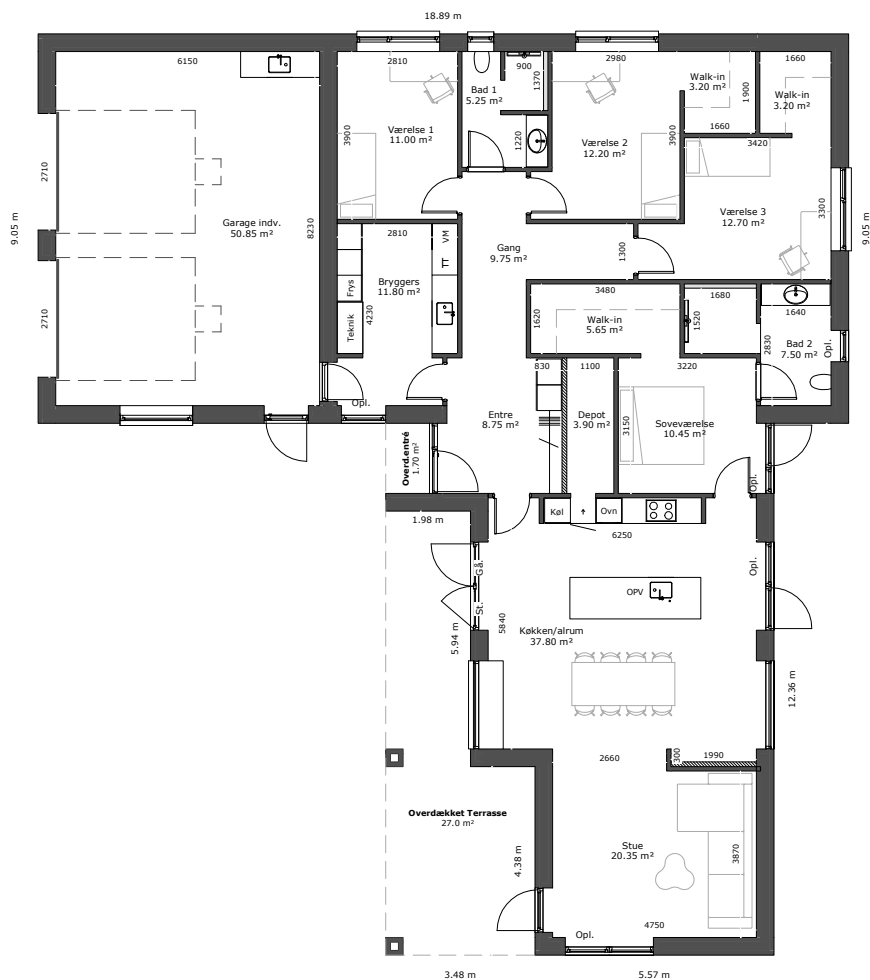 18.89 m
6150
2810
900
2980
1660
Bad 1
5.25 m²
1370
Walk-in
3.20 m²
1900
Walk-in
3.20 m²
1660
Værelse 1
11.00 m²
3900
1220
Værelse 2
12.20 m²
3900
3420
2710
9.05 m
Garage indv.
50.85 m²
8230
Værelse 3
12.70 m²
3300
9.05 m
2810
VM
TT
Gang
9.75 m²
1300
Bryggers
11.80 m²
Frys
Teknik
4230
2710
3480
Walk-in
5.65 m²
1620
1680
1520
1640
Bad 2
7.50 m²
2830
Opl.
830
1100
3220
Opl.
Entre
8.75 m²
Depot
3.90 m²
Soveværelse
10.45 m²
3150
Overd.entré
1.70 m²
Opl.
1.98 m
Køl
Ovn
6250
Gå.
St.
Opl.
OPV
5.94 m
5840
Køkken/alrum
37.80 m²
12.36 m
2660
300
1990
Overdækket Terrasse
27.0 m²
Stue
20.35 m²
3870
4.38 m
4750
Opl.
3.48 m
5.57 m